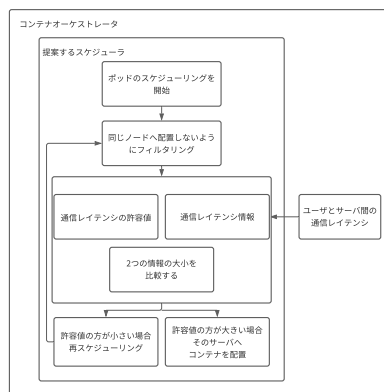 コンテナオーケストレータ
提案するスケジューラ
ポッドのスケジューリングを
開始
同じノードへ配置しないよう
にフィルタリング
通信レイテンシの許容値
通信レイテンシ情報
ユーザとサーバ間の
通信レイテンシ
2つの情報の大小を
比較する
許容値の方が小さい場合
再スケジューリング
許容値の方が大きい場合
そのサーバへ
コンテナを配置